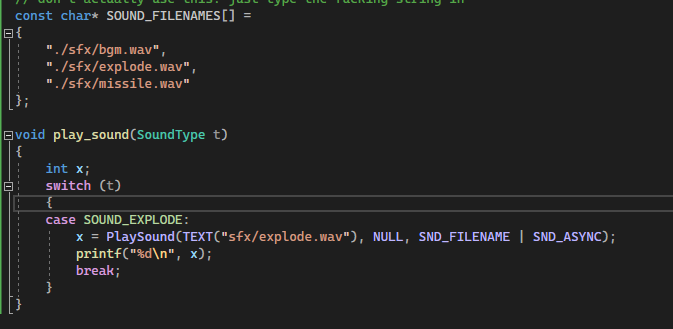 // don't actually use this. just type the fucking string in
const char* SOUND_FILENAMES[] =
{
"./sfx/bgm.wav",
"./sfx/explode.wav",
"./sfx/missile.wav"
};
void play_sound(SoundType t)
{
int x;
switch (t)
{
case SOUND_EXPLODE:
x = PlaySound(TEXT("sfx/explode.wav"), NULL, SND_FILENAME | SND_ASYNC);
printf("%d\n", x);
break;
}
}